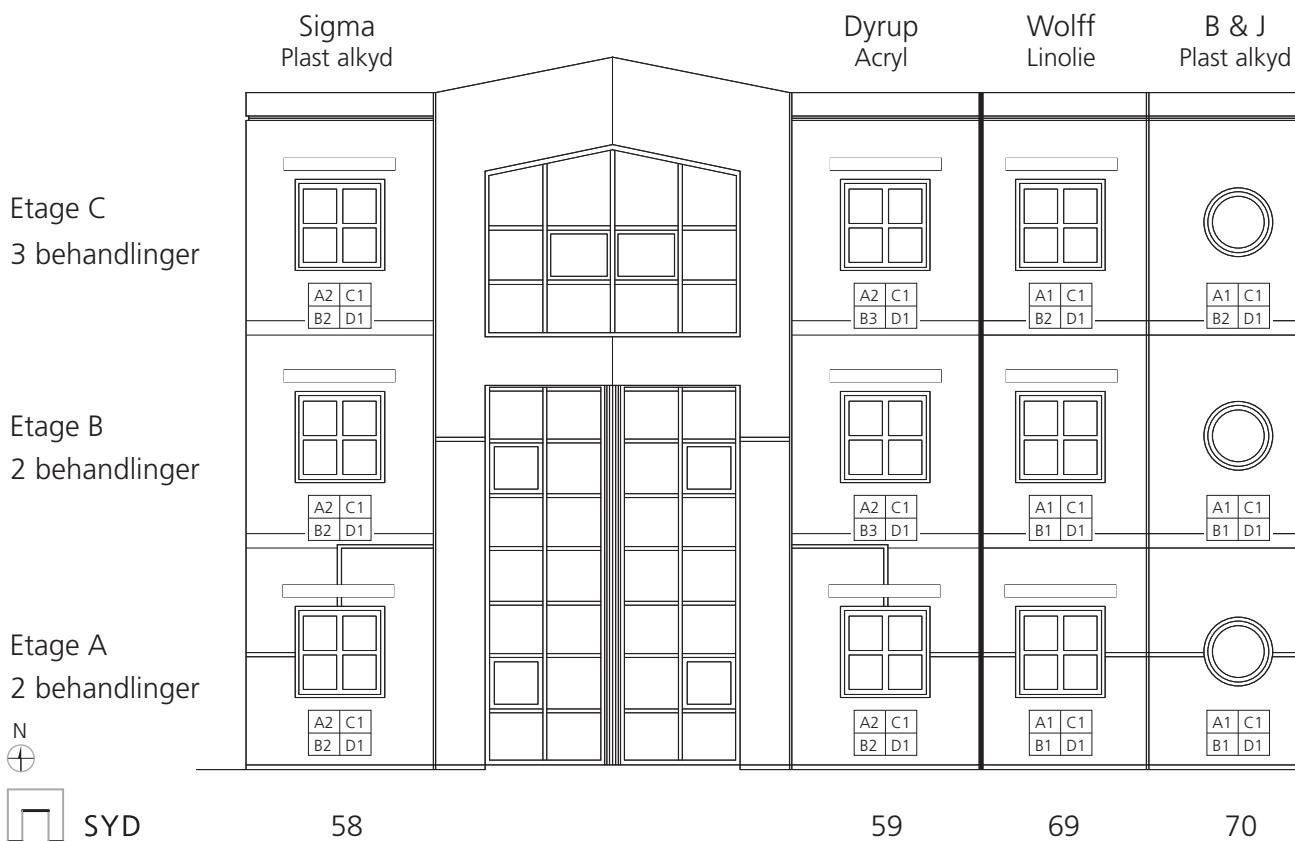 Sigma
Plast alkyd
Dyrup
Acryl
Wolff
Linolie
B & J
Plast alkyd
Etage C
3 behandlinger
A2 C1
B2 D1
A2 C1
B3 D1
A1 C1
B2 D1
A1 C1
B2 D1
Etage B
2 behandlinger
A2 C1
B2 D1
A2 C1
B3 D1
A1 C1
B1 D1
A1 C1
B1 D1
Etage A
2 behandlinger
A2 C1
B2 D1
A2 C1
B2 D1
A1 C1
B1 D1
A1 C1
B1 D1
N
SYD
58
59
69
70